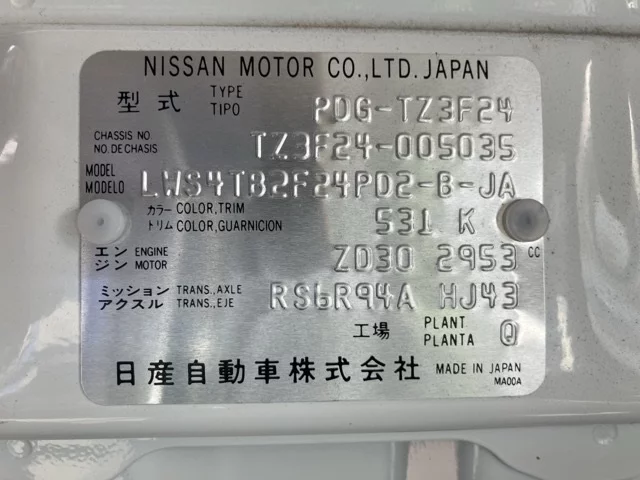 NISSAN MOTOR CO.,LTD. JAPAN
型式 TYPE TIPO PDG-TZ3F24
CHASSIS NO. NO. DE CHASIS TZ3F24-005035
MODEL MODELO LWS4TB2F24PD2-B-JA
カラー COLOR, TRIM トリム COLOR, GUARNICION 531 K
エンジン ENGINE MOTOR ZD30 2953 CC
ミッション TRANS., AXLE アクスル TRANS., EJE RS6R94A HJ43
工場 PLANT PLANTA Q
日産自動車株式会社 MADE IN JAPAN
MA00A